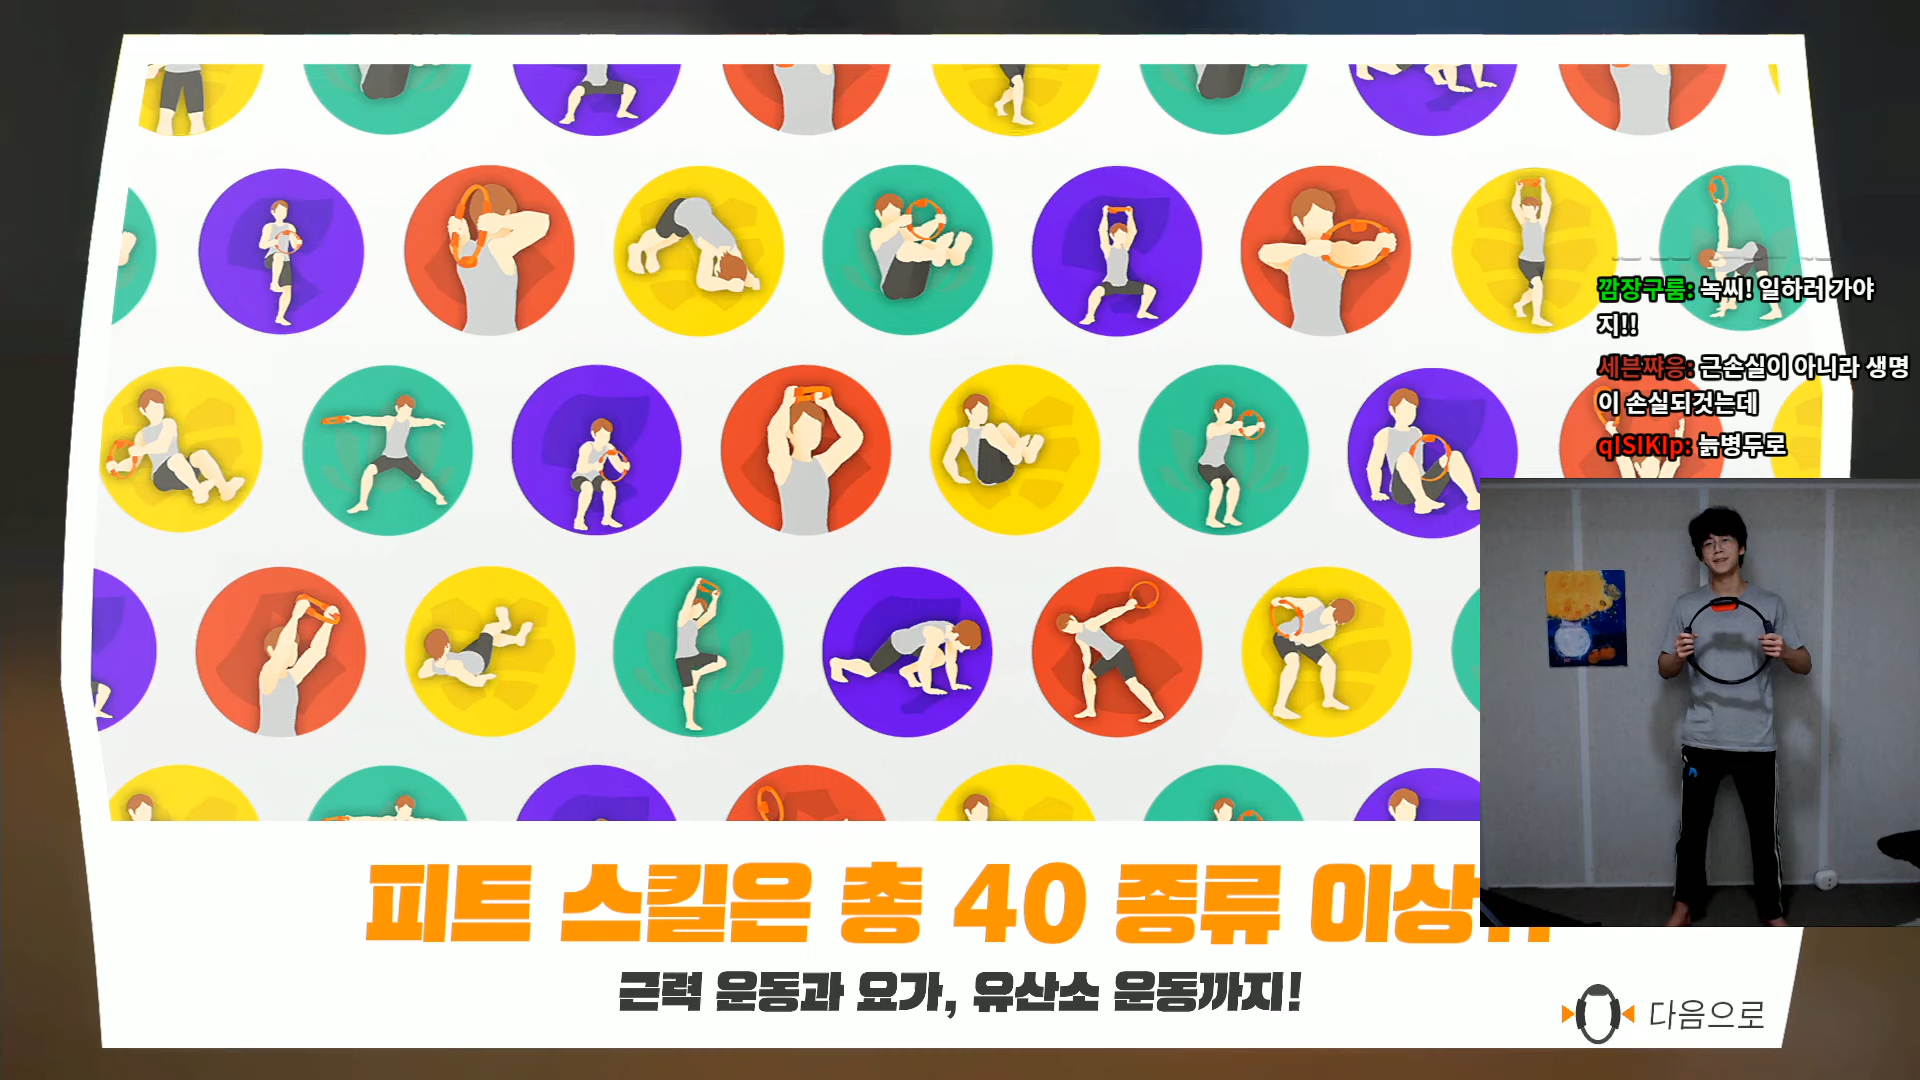 깜장구룸: 녹씨! 일하러 가야
지!!
세븐쨔응: 근손실이 아니라 생명
이 손실되것는데
qISIKIp: 늙병두로
피트 스킬은 총 40 종류 이상
근력 운동과 요가, 유산소 운동까지!
다음으로